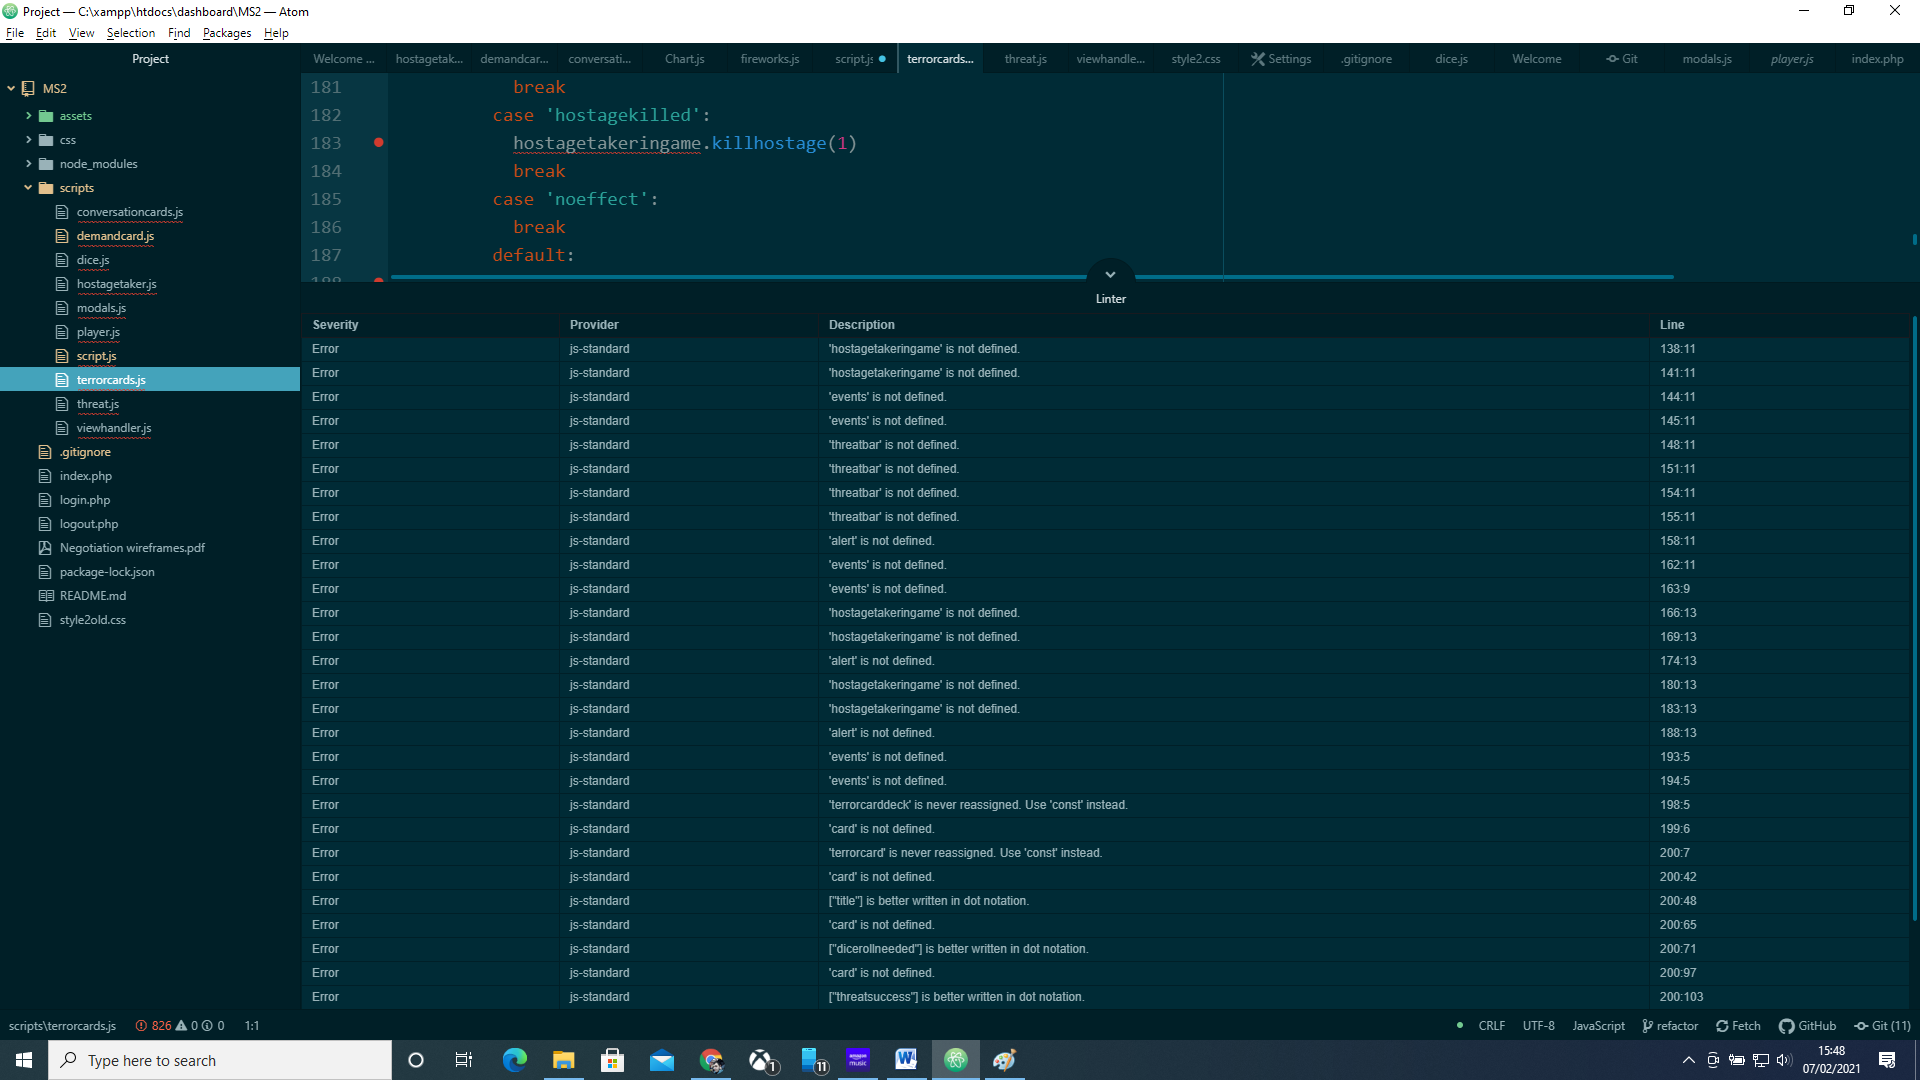 Project — C:\xampp\htdocs\dashboard\MS2 — Atom
File Edit View Selection Find Packages Help
Project
Welcome ... hostagetak... demandcar... conversati... Chart.js fireworks.js script.js terrorcards... threat.js viewhandle... style2.css Settings .gitignore dice.js Welcome Git modals.js player.js index.php
MS2
assets
css
node_modules
scripts
conversationcards.js
demandcard.js
dice.js
hostagetaker.js
modals.js
player.js
script.js
terrorcards.js
threat.js
viewhandler.js
.gitignore
index.php
login.php
logout.php
Negotiation wireframes.pdf
package-lock.json
README.md
style2old.css
181 break
182 case 'hostagekilled':
183 hostagetakeringame.killhostage(1)
184 break
185 case 'noeffect':
186 break
187 default:
188
Linter
Severity Provider Description Line
Error js-standard 'hostagetakeringame' is not defined. 138:11
Error js-standard 'hostagetakeringame' is not defined. 141:11
Error js-standard 'events' is not defined. 144:11
Error js-standard 'events' is not defined. 145:11
Error js-standard 'threatbar' is not defined. 148:11
Error js-standard 'threatbar' is not defined. 151:11
Error js-standard 'threatbar' is not defined. 154:11
Error js-standard 'threatbar' is not defined. 155:11
Error js-standard 'alert' is not defined. 158:11
Error js-standard 'events' is not defined. 162:11
Error js-standard 'events' is not defined. 163:9
Error js-standard 'hostagetakeringame' is not defined. 166:13
Error js-standard 'hostagetakeringame' is not defined. 169:13
Error js-standard 'alert' is not defined. 174:13
Error js-standard 'hostagetakeringame' is not defined. 180:13
Error js-standard 'hostagetakeringame' is not defined. 183:13
Error js-standard 'alert' is not defined. 188:13
Error js-standard 'events' is not defined. 193:5
Error js-standard 'events' is not defined. 194:5
Error js-standard 'terrorcarddeck' is never reassigned. Use 'const' instead. 198:5
Error js-standard 'card' is not defined. 199:6
Error js-standard 'terrorcard' is never reassigned. Use 'const' instead. 200:7
Error js-standard 'card' is not defined. 200:42
Error js-standard ["title"] is better written in dot notation. 200:48
Error js-standard 'card' is not defined. 200:65
Error js-standard ["dicerollneeded"] is better written in dot notation. 200:71
Error js-standard 'card' is not defined. 200:97
Error js-standard ["threatsuccess"] is better written in dot notation. 200:103
scripts\terrorcards.js 826 0 0 1:1 CRLF UTF-8 JavaScript refactor Fetch GitHub Git (11)
Type here to search
1
11
amazon music
15:48
07/02/2021